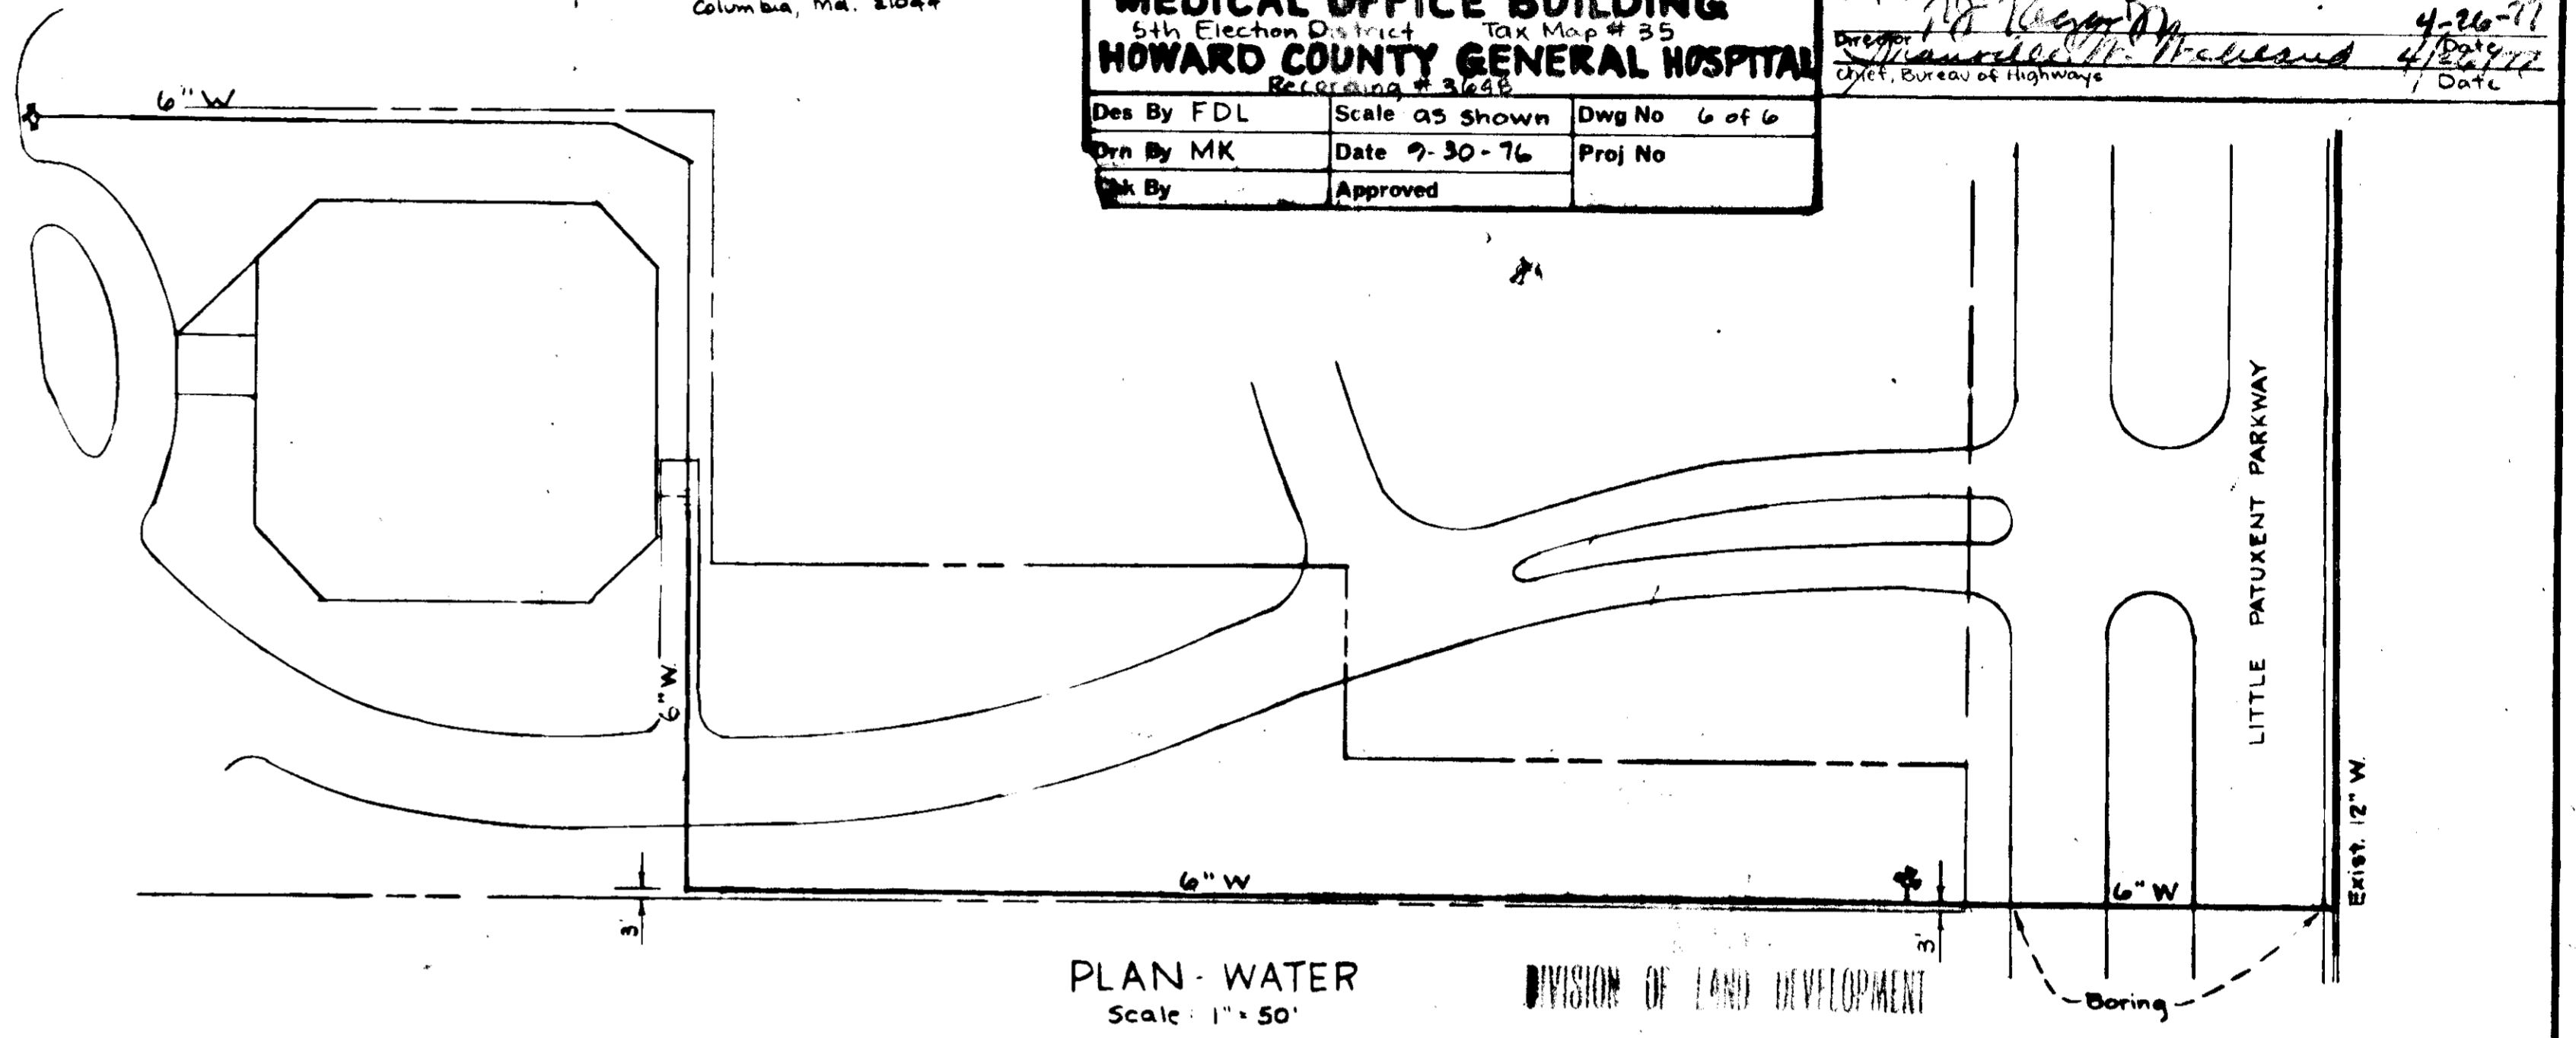 Columbia, Md. 21044
MEDICAL OFFICE BUILDING
5th Election District Tax Map # 35
HOWARD COUNTY GENERAL HOSPITAL
Recording # 3698
Des By FDL Scale as shown Dwg No 6 of 6
Drn By MK Date 9-30-76 Proj No
Chk By Approved
4-26-77
Director Date
Chief, Bureau of Highways Date
6" W
LITTLE PATUXENT PARKWAY
6" W.
Exist. 12" W.
6" W
6" W
3'
3'
PLAN - WATER
Scale: 1" = 50'
DIVISION OF LAND DEVELOPMENT
Boring